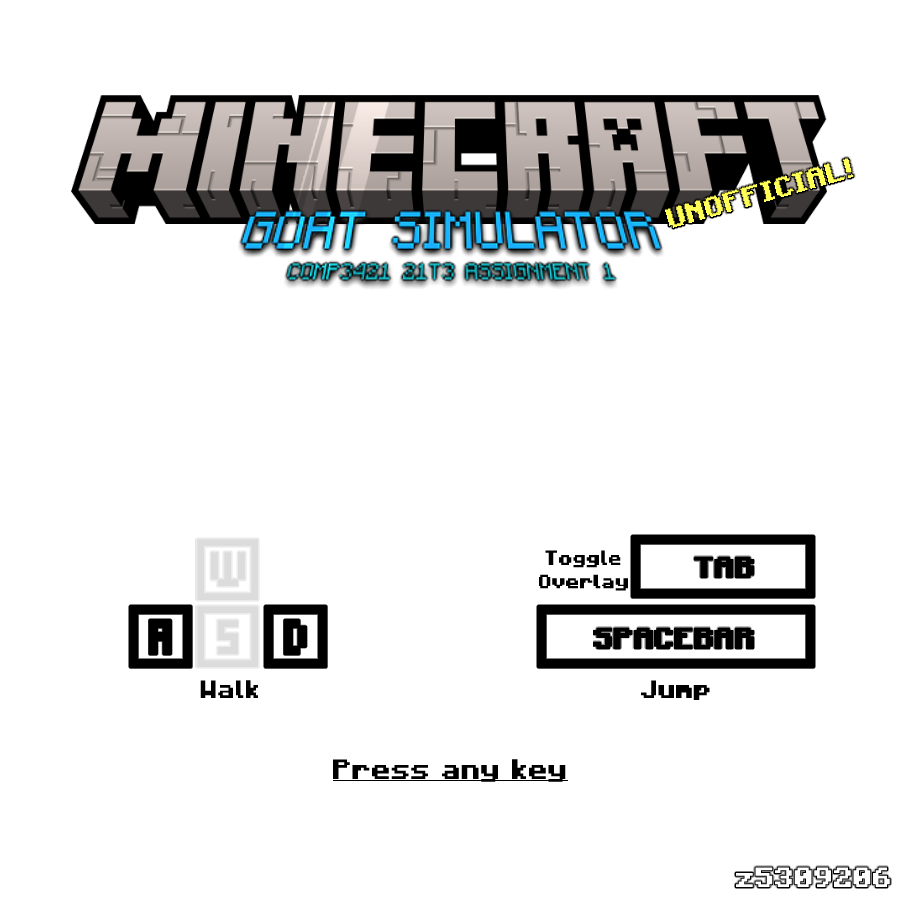 MINECRAFT
UNOFFICIAL!
GOAT SIMULATOR
COMP3421 21T3 ASSIGNMENT 1
W
Toggle
Overlay
TAB
A S D
SPACEBAR
Walk
Jump
Press any key
z5309206